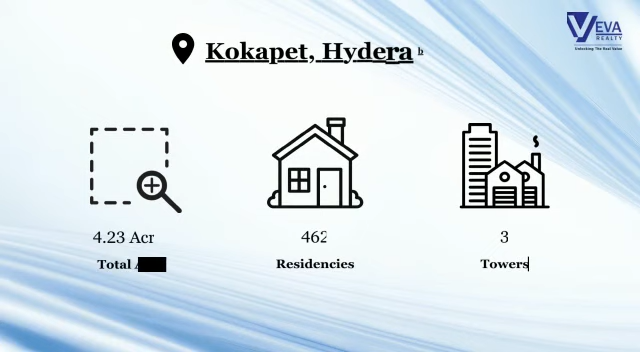 Kokapet, Hydera b
VEVA
REALTY
Unlocking The Real Value
4.23 Acr
462
3
Total
Residencies
Towers